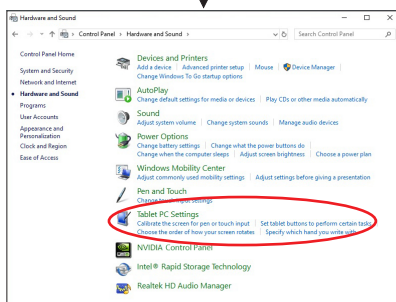 Hardware and Sound
Control Panel > Hardware and Sound >
Search Control Panel
Control Panel Home
System and Security
Network and Internet
Hardware and Sound
Programs
User Accounts
Appearance and
Personalization
Clock and Region
Ease of Access
Devices and Printers
Add a device | Advanced printer setup | Mouse | Device Manager |
Change Windows To Go startup options
AutoPlay
Change default settings for media or devices | Play CDs or other media automatically
Sound
Adjust system volume | Change system sounds | Manage audio devices
Power Options
Change battery settings | Change what the power buttons do
Change when the computer sleeps | Adjust screen brightness | Choose a power plan
Windows Mobility Center
Adjust commonly used mobility settings | Adjust settings before giving a presentation
Pen and Touch
Change touch input settings
Tablet PC Settings
Calibrate the screen for pen or touch input | Set tablet buttons to perform certain tasks
Choose the order of how your screen rotates | Specify which hand you write with
NVIDIA Control Panel
Intel® Rapid Storage Technology
Realtek HD Audio Manager